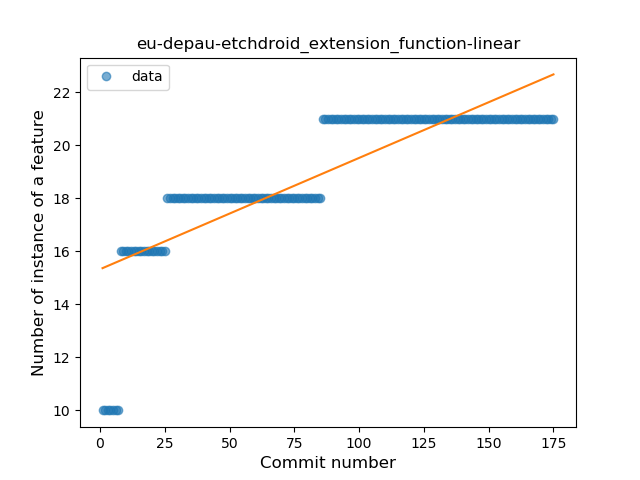 eu-depau-etchdroid_extension_function-linear
data
Number of instance of a feature
22
20
18
16
14
12
10
0 25 50 75 100 125 150 175
Commit number